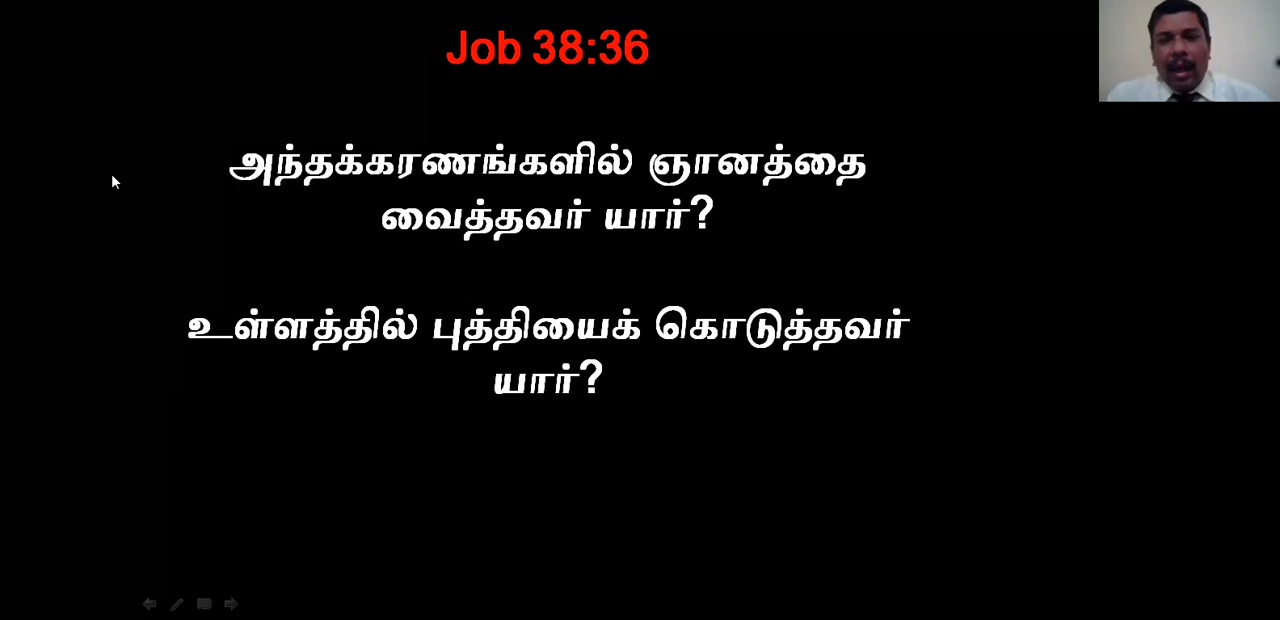 Job 38:36
அந்தக்கரணங்களில் ஞானத்தை
வைத்தவர் யார்?
உள்ளத்தில் புத்தியைக் கொடுத்தவர்
யார்?